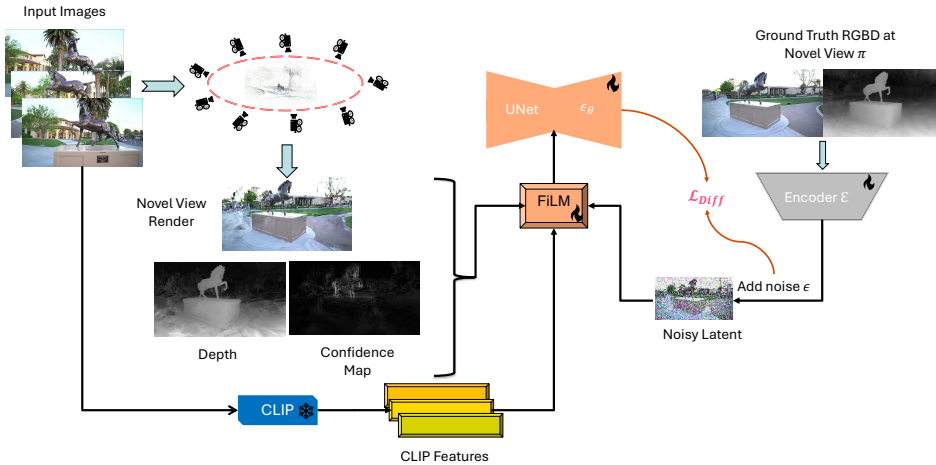 Input Images
Ground Truth RGBD at
Novel View π
UNet
ϵθ
Novel View
Render
FiLM
ℒDiff
Encoder ℰ
Add noise ϵ
Noisy Latent
Depth
Confidence
Map
CLIP
CLIP Features